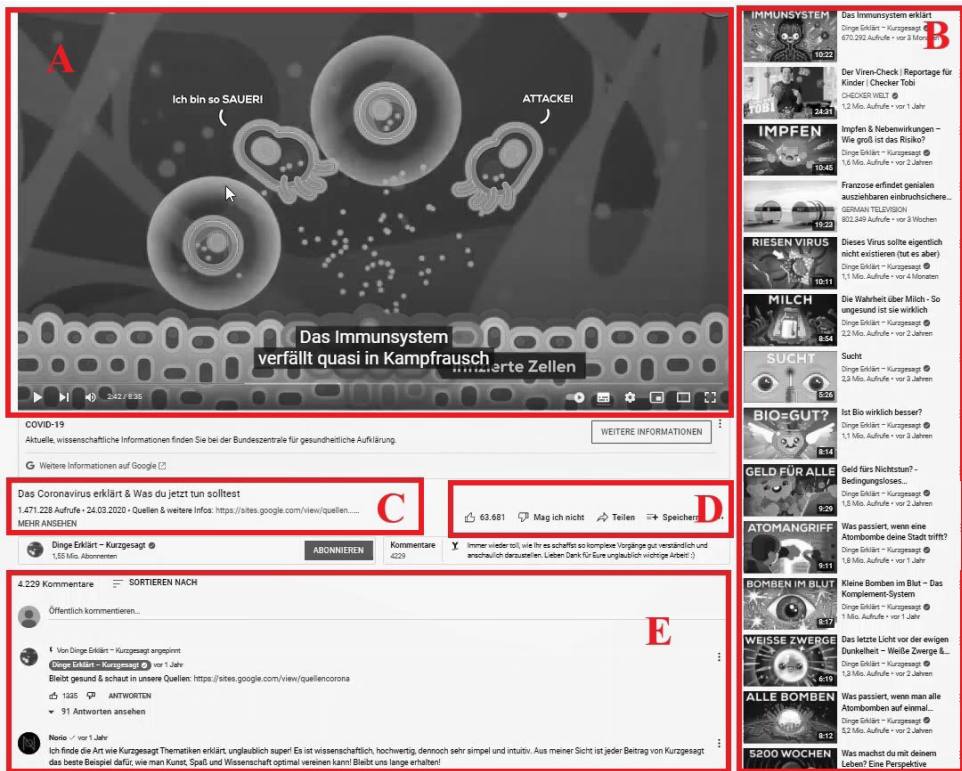 A
Ich bin so SAUER!
ATTACKE!
Das Immunsystem
verfällt quasi in Kampfrausch
Infizierte Zellen
2:42 / 8:35
COVID-19
Aktuelle, wissenschaftliche Informationen finden Sie bei der Bundeszentrale für gesundheitliche Aufklärung.
WEITERE INFORMATIONEN
G Weitere Informationen auf Google
Das Coronavirus erklärt & Was du jetzt tun solltest
1.471.228 Aufrufe • 24.03.2020 • Quellen & weitere Infos: https://sites.google.com/view/quellen......
MEHR ANSEHEN
C
63.681 Mag ich nicht Teilen Speichern
D
Dinge Erklärt – Kurzgesagt
1,55 Mio. Abonnenten
ABONNIEREN
Kommentare
4229
Immer wieder toll, wie Ihr es schaffst so komplexe Vorgänge gut verständlich und
anschaulich darzustellen. Lieben Dank für Eure unglaublich wichtige Arbeit! :)
4.229 Kommentare SORTIEREN NACH
Öffentlich kommentieren...
E
Von Dinge Erklärt – Kurzgesagt angepinnt
Dinge Erklärt – Kurzgesagt vor 1 Jahr
Bleibt gesund & schaut in unsere Quellen: https://sites.google.com/view/quellencorona
1335 ANTWORTEN
91 Antworten ansehen
Norio vor 1 Jahr
Ich finde die Art wie Kurzgesagt Thematiken erklärt, unglaublich super! Es ist wissenschaftlich, hochwertig, dennoch sehr simpel und intuitiv. Aus meiner Sicht ist jeder Beitrag von Kurzgesagt
das beste Beispiel dafür, wie man Kunst, Spaß und Wissenschaft optimal vereinen kann! Bleibt uns lange erhalten!
B
IMMUNSYSTEM
10:22
Das Immunsystem erklärt
Dinge Erklärt – Kurzgesagt
670.292 Aufrufe • vor 3 Monaten
TOBI
24:31
Der Viren-Check | Reportage für
Kinder | Checker Tobi
CHECKER WELT
1,2 Mio. Aufrufe • vor 1 Jahr
IMPFEN
10:45
Impfen & Nebenwirkungen –
Wie groß ist das Risiko?
Dinge Erklärt – Kurzgesagt
1,6 Mio. Aufrufe • vor 2 Jahren
19:23
Franzose erfindet genialen
ausziehbaren einbruchsichere...
GERMAN TELEVISION
802.349 Aufrufe • vor 3 Wochen
RIESEN VIRUS
10:11
Dieses Virus sollte eigentlich
nicht existieren (tut es aber)
Dinge Erklärt – Kurzgesagt
1,1 Mio. Aufrufe • vor 4 Monaten
MILCH
8:54
Die Wahrheit über Milch - So
ungesund ist sie wirklich
Dinge Erklärt – Kurzgesagt
2,2 Mio. Aufrufe • vor 2 Jahren
SUCHT
5:26
Sucht
Dinge Erklärt – Kurzgesagt
2,3 Mio. Aufrufe • vor 3 Jahren
BIO=GUT?
8:14
Ist Bio wirklich besser?
Dinge Erklärt – Kurzgesagt
1,1 Mio. Aufrufe • vor 3 Jahren
GELD FÜR ALLE
9:29
Geld fürs Nichtstun? -
Bedingungsloses...
Dinge Erklärt – Kurzgesagt
1,5 Mio. Aufrufe • vor 2 Jahren
ATOMANGRIFF
9:11
Was passiert, wenn eine
Atombombe deine Stadt trifft?
Dinge Erklärt – Kurzgesagt
1,8 Mio. Aufrufe • vor 1 Jahr
BOMBEN IM BLUT
8:17
Kleine Bomben im Blut – Das
Komplement-System
Dinge Erklärt – Kurzgesagt
1 Mio. Aufrufe • vor 1 Jahr
WEISSE ZWERGE
6:19
Das letzte Licht vor der ewigen
Dunkelheit – Weiße Zwerge &...
Dinge Erklärt – Kurzgesagt
1,3 Mio. Aufrufe • vor 2 Jahren
ALLE BOMBEN
8:12
Was passiert, wenn man alle
Atombomben auf einmal...
Dinge Erklärt – Kurzgesagt
5,2 Mio. Aufrufe • vor 2 Jahren
5200 WOCHEN
Was machst du mit deinem
Leben? Eine Perspektive